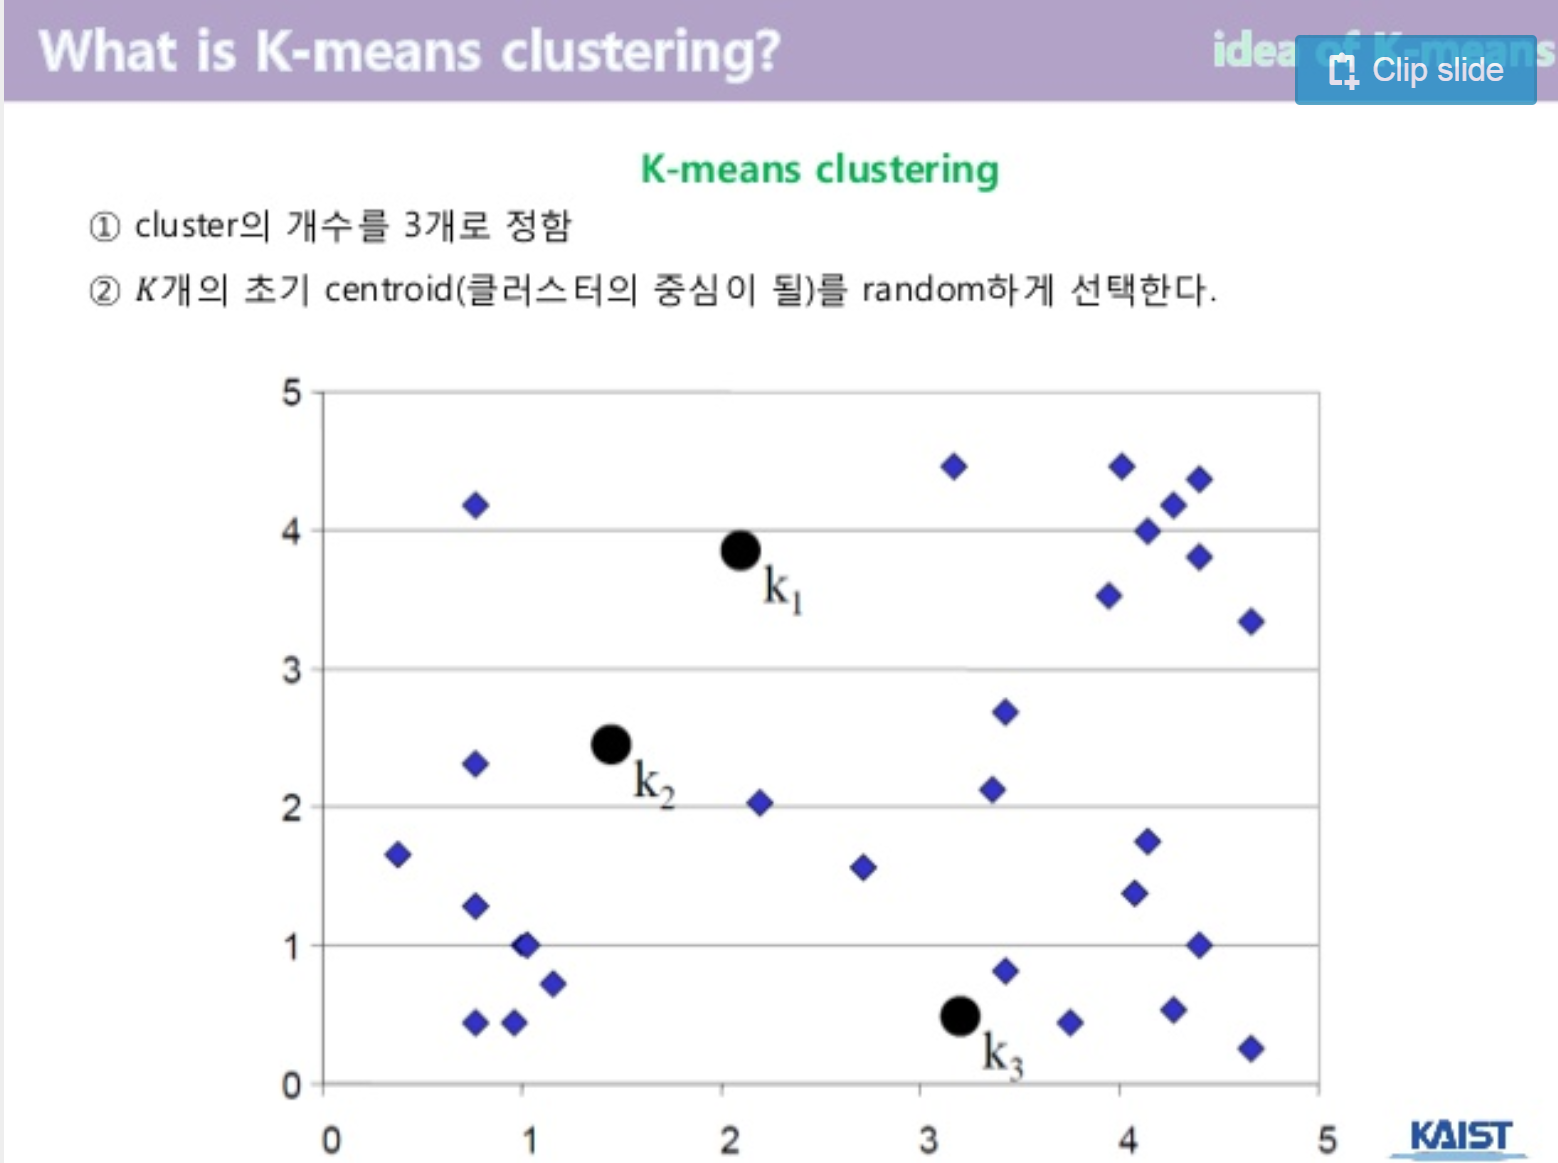 What is K-means clustering?
idea of K-means
Clip slide
K-means clustering
① cluster의 개수를 3개로 정함
② K개의 초기 centroid(클러스터의 중심이 될)를 random하게 선택한다.
5
4
k₁
3
k₂
2
1
k₃
0
0 1 2 3 4 5
KAIST